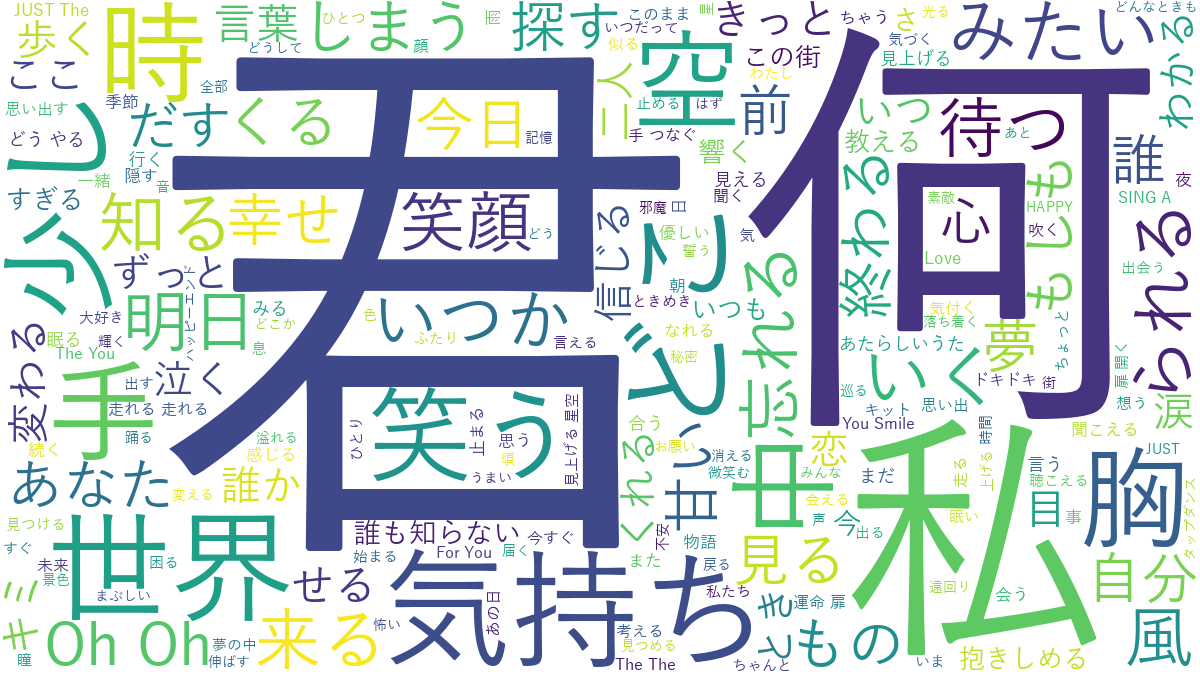 JUST The
ひとつ
雨
このまま
きっと
ちゃう
さ
光る
どんなときも
歩く
時
言葉
しまう
探す
いつだって
気づく
みたい
どうして
顔
似る
空
この街
見上げる
わかる
ここ
季節
全部
君
二人
わたし
何
思い出す
だす
くる
今日
止める
はず
前
いつ
待つ
あと
誰
どう やる
記憶
手 つなぐ
教える
少し
行く
音
響く
一緒
隠す
見える
素敵
夜
すぎる
知る
幸せ
笑顔
どう
邪魔 日
聞く
終わる
心
HAPPY
SING A
もしも
吹く
優しい
気
誓う
Love
ずっと
信じる
朝
出会う
られる
みる
ときめき
いつも
忘れる
気付く
大好き
明日
どこか
いつか
色
落ち着く
ちょっと
変わる
眠る
輝く
ハッピーエンド
息
ふたり
言える
なれる
あたらしいうた
夢
The You
秘密
扉 開く
手
出す
泣く
笑う
いく
ドキドキ
街
走れる 走れる
ひとり
見上げる 星空
合う
巡る
キット
思い出
想う
涙
踊る
溢れる
止まる
思う
You Smile
時間
続く
感じる
頃
お願い
消える
恋
聞こえる
JUST
あなた
誰か
うまい
くれる
甘い
微笑む
みんな
まだ
走る
上げる
言う
胸
変える
中
会える
眠い
聴こえる
見つける
世界
誰も知らない
今すぐ
不安
物語
声
今
出る
目
事
タップダンス
すぐ
For You
届く
また
私
未来
困る
始まる
戻る
見る
自分
景色
せる
気持ち
遠回り
まぶしい
あの日
私たち
運命 扉
会う
キミ
Oh Oh
来る
怖い
考える
もの
風
夢の中
見つめる
瞳
伸ばす
The The
ちゃんと
いま
抱きしめる